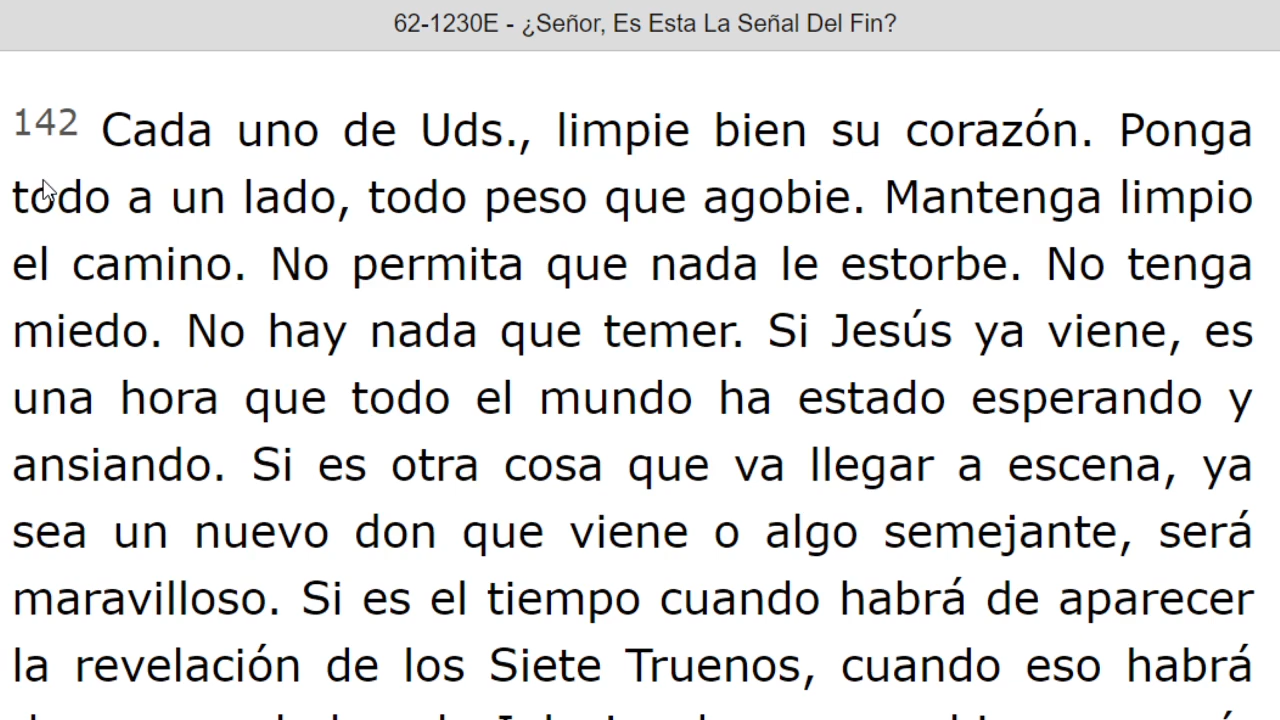 62-1230E - ¿Señor, Es Esta La Señal Del Fin?
142 Cada uno de Uds., limpie bien su corazón. Ponga
todo a un lado, todo peso que agobie. Mantenga limpio
el camino. No permita que nada le estorbe. No tenga
miedo. No hay nada que temer. Si Jesús ya viene, es
una hora que todo el mundo ha estado esperando y
ansiando. Si es otra cosa que va llegar a escena, ya
sea un nuevo don que viene o algo semejante, será
maravilloso. Si es el tiempo cuando habrá de aparecer
la revelación de los Siete Truenos, cuando eso habrá